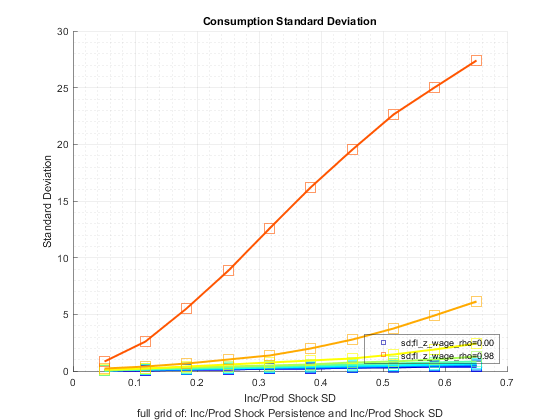 Consumption Standard Deviation
30
25
20
15
10
5
0
Standard Deviation
sd;fl_z_wage_rho=0.00
sd;fl_z_wage_rho=0.98
0 0.1 0.2 0.3 0.4 0.5 0.6 0.7
Inc/Prod Shock SD
full grid of: Inc/Prod Shock Persistence and Inc/Prod Shock SD